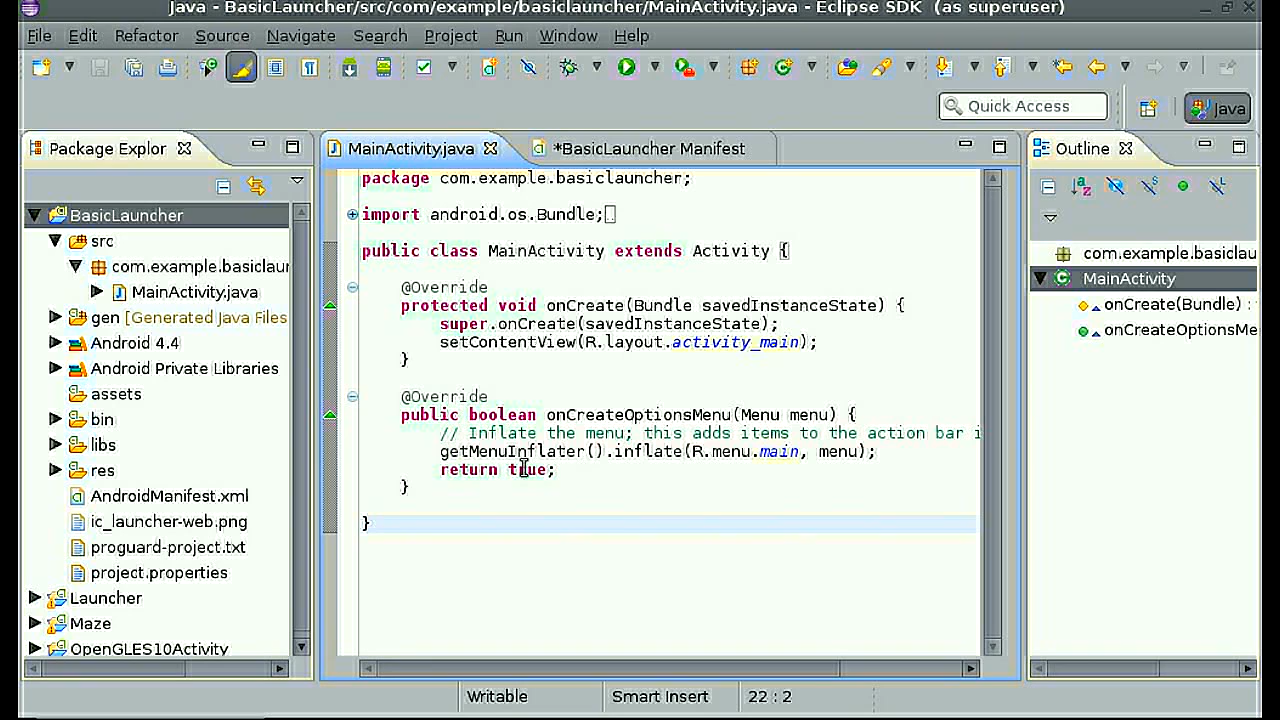 Java - BasicLauncher/src/com/example/basiclauncher/MainActivity.java - Eclipse SDK (as superuser)
File Edit Refactor Source Navigate Search Project Run Window Help
Quick Access
Java
Package Explor
MainActivity.java
*BasicLauncher Manifest
Outline
BasicLauncher
src
com.example.basiclaun
MainActivity.java
gen [Generated Java Files
Android 4.4
Android Private Libraries
assets
bin
libs
res
AndroidManifest.xml
ic_launcher-web.png
proguard-project.txt
project.properties
Launcher
Maze
OpenGLES10Activity
package com.example.basiclauncher;
import android.os.Bundle;
public class MainActivity extends Activity {
@Override
protected void onCreate(Bundle savedInstanceState) {
super.onCreate(savedInstanceState);
setContentView(R.layout.activity_main);
}
@Override
public boolean onCreateOptionsMenu(Menu menu) {
// Inflate the menu; this adds items to the action bar i
getMenuInflater().inflate(R.menu.main, menu);
return true;
}
}
com.example.basiclau
MainActivity
onCreate(Bundle) :
onCreateOptionsMe
Writable
Smart Insert
22 : 2